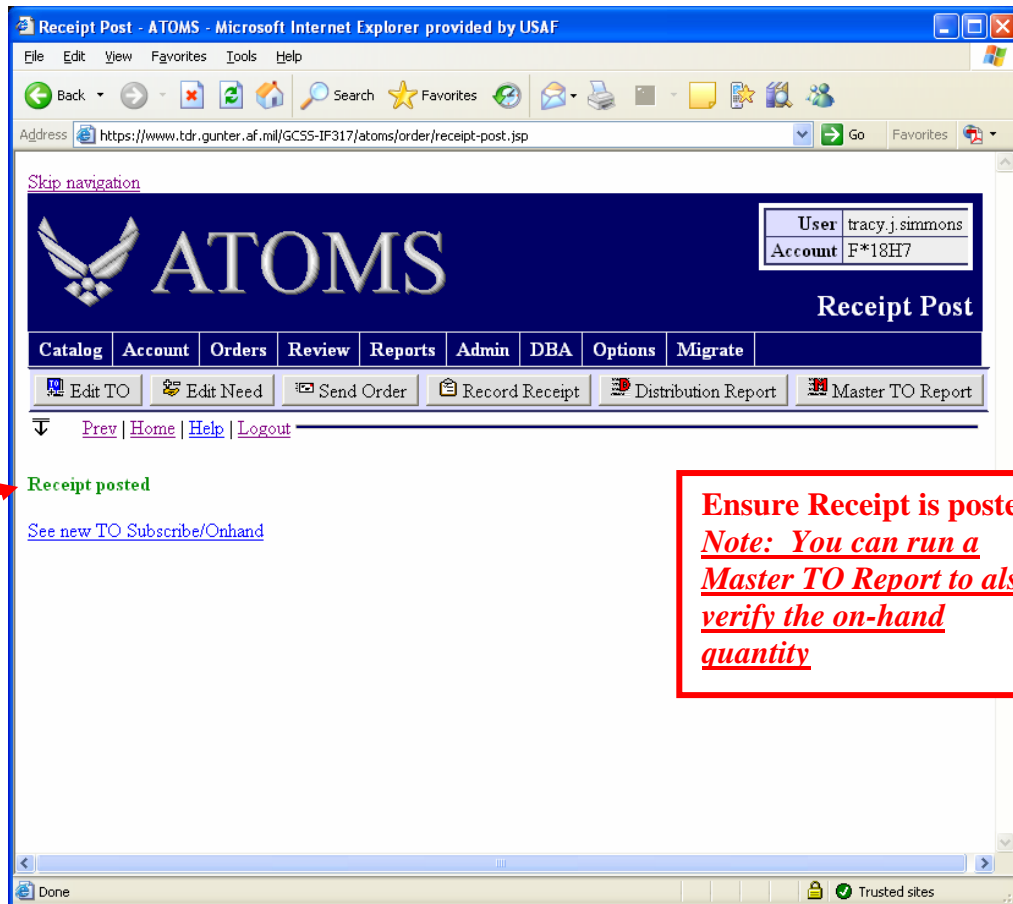 Receipt Post - ATOMS - Microsoft Internet Explorer provided by USAF
File Edit View Favorites Tools Help
Back Search Favorites
Address https://www.tdr.gunter.af.mil/GCSS-IF317/atoms/order/receipt-post.jsp Go Favorites
Skip navigation
ATOMS
User tracy.j.simmons
Account F*18H7
Receipt Post
Catalog Account Orders Review Reports Admin DBA Options Migrate
Edit TO Edit Need Send Order Record Receipt Distribution Report Master TO Report
Prev | Home | Help | Logout
Receipt posted
See new TO Subscribe/Onhand
Ensure Receipt is poste
Note: You can run a
Master TO Report to als
verify the on-hand
quantity
Done Trusted sites